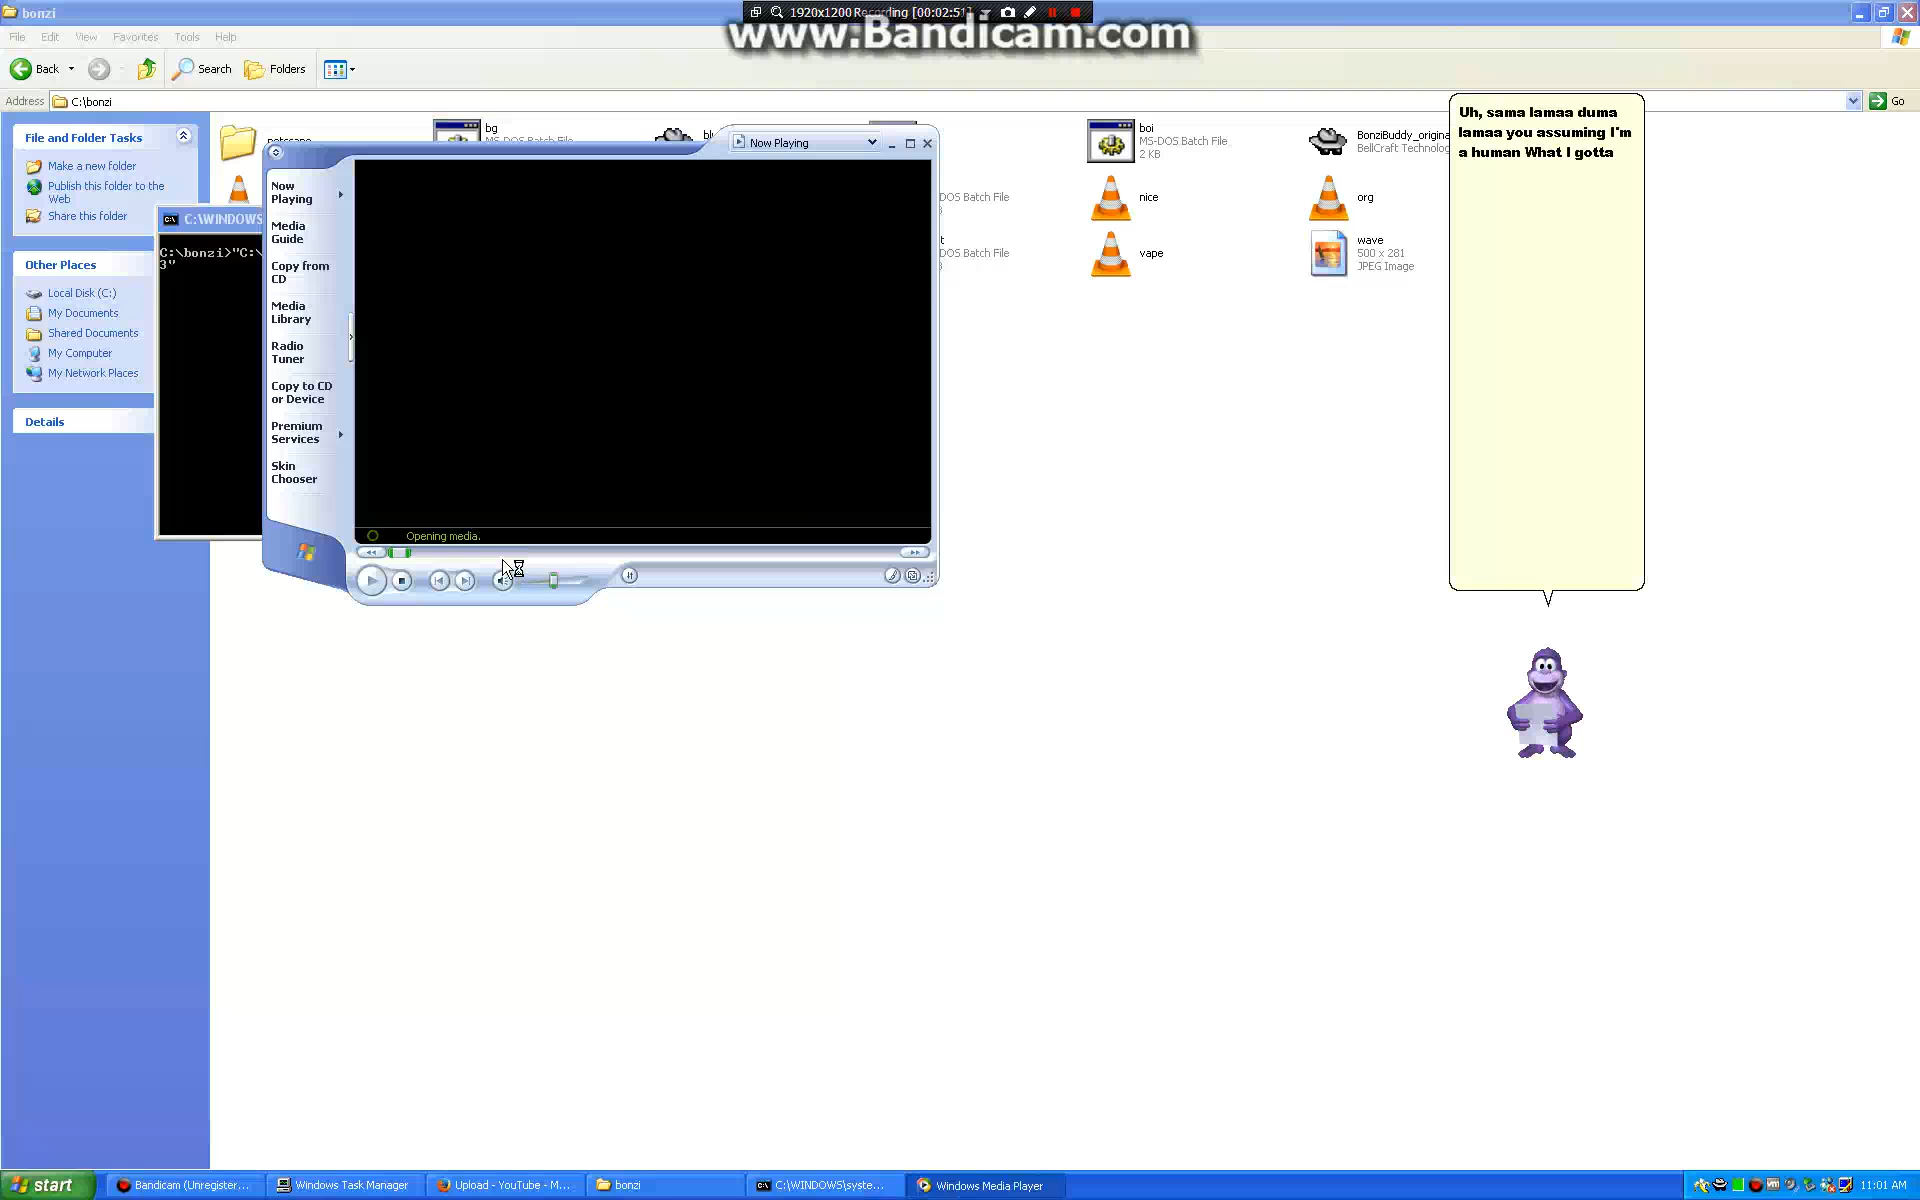 bonzi
1920x1200 Recording [00:02:51]
www.Bandicam.com
File Edit View Favorites Tools Help
Back Search Folders
Address C:\bonzi Go
File and Folder Tasks
Make a new folder
Publish this folder to the
Web
Share this folder
Other Places
Local Disk (C:)
My Documents
Shared Documents
My Computer
My Network Places
Details
C:\WINDOWS
C:\bonzi>"C:\
3"
bg
MS-DOS Batch File
Now Playing
Now
Playing
Media
Guide
Copy from
CD
Media
Library
Radio
Tuner
Copy to CD
or Device
Premium
Services
Skin
Chooser
Opening media.
DOS Batch File
t
DOS Batch File
boi
MS-DOS Batch File
2 KB
BonziBuddy_origina
BellCraft Technolog
nice
org
vape
wave
500 x 281
JPEG Image
Uh, sama lamaa duma
lamaa you assuming I'm
a human What I gotta
start
Bandicam (Unregister...
Windows Task Manager
Upload - YouTube - M...
bonzi
C:\WINDOWS\syste...
Windows Media Player
11:01 AM